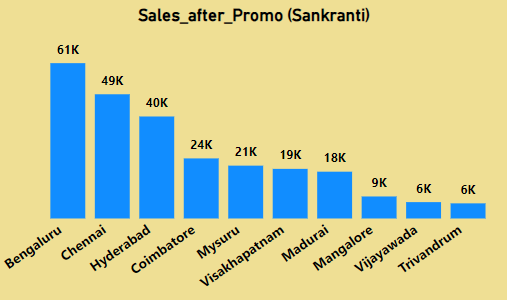 Sales_after_Promo (Sankranti)
61K
49K
40K
24K
21K
19K
18K
9K
6K
6K
Bengaluru
Chennai
Hyderabad
Coimbatore
Mysuru
Visakhapatnam
Madurai
Mangalore
Vijayawada
Trivandrum